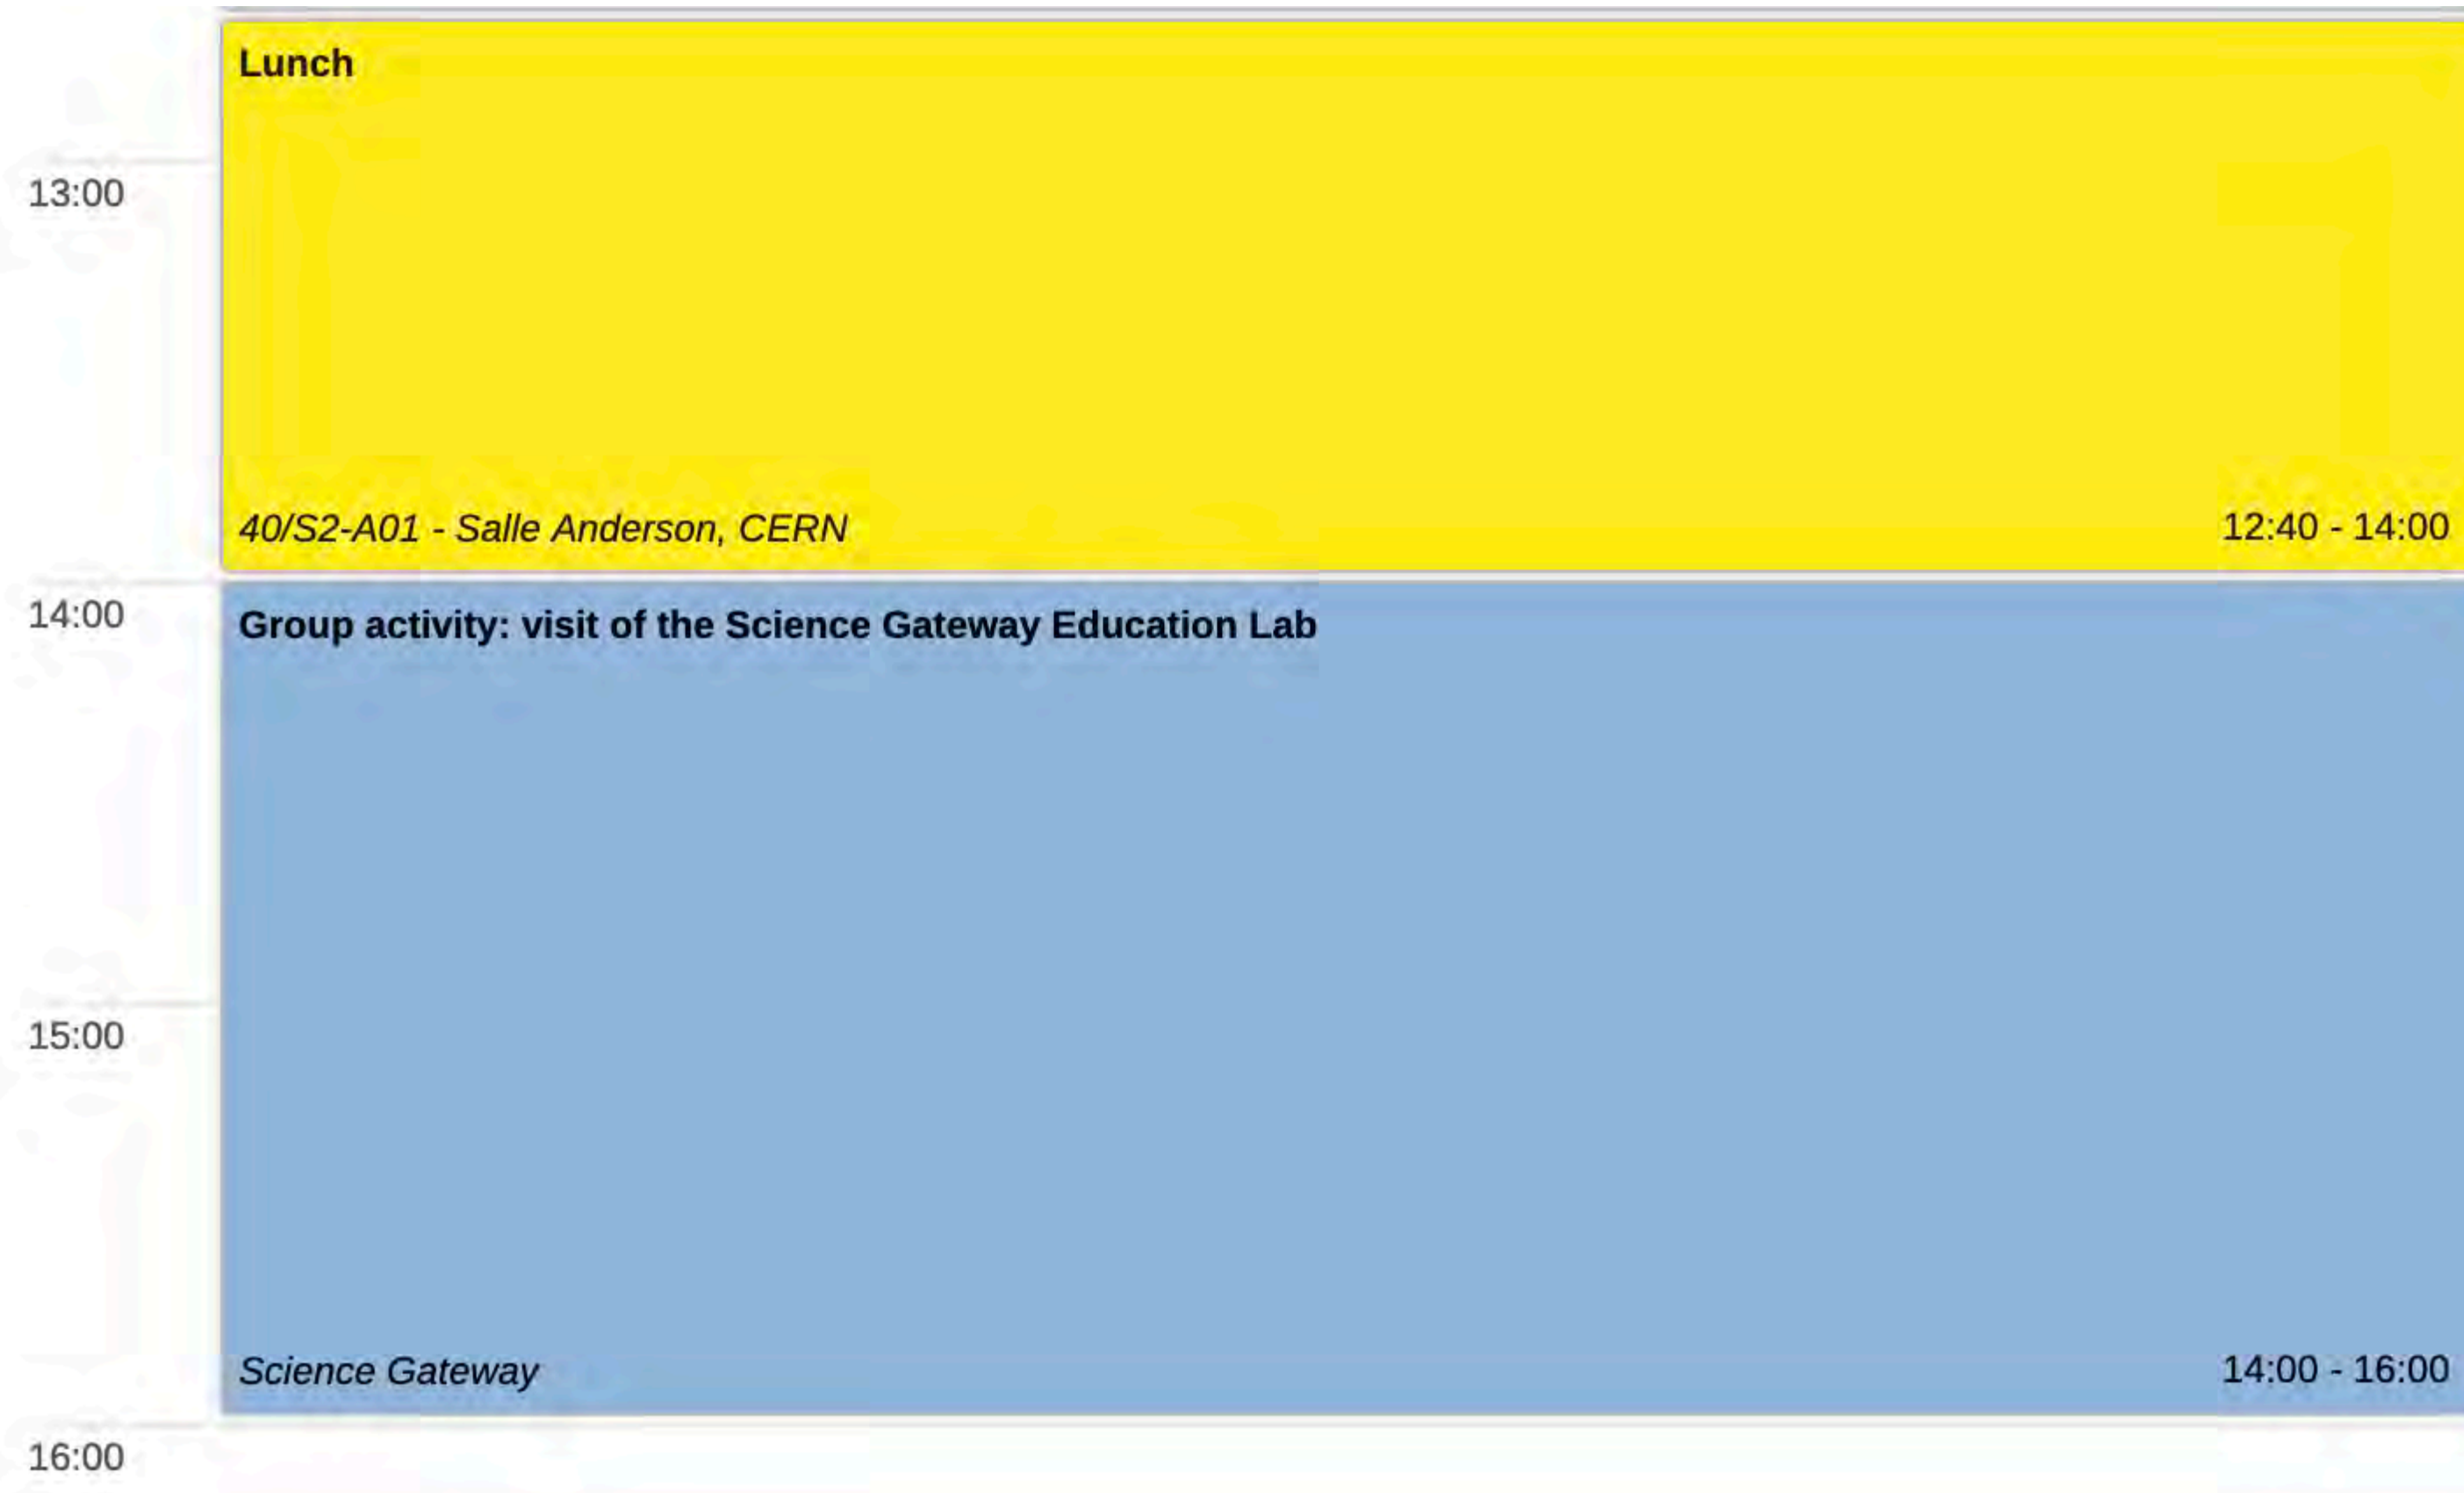 Lunch
13:00
40/S2-A01 - Salle Anderson, CERN
12:40 - 14:00
14:00
Group activity: visit of the Science Gateway Education Lab
15:00
Science Gateway
14:00 - 16:00
16:00